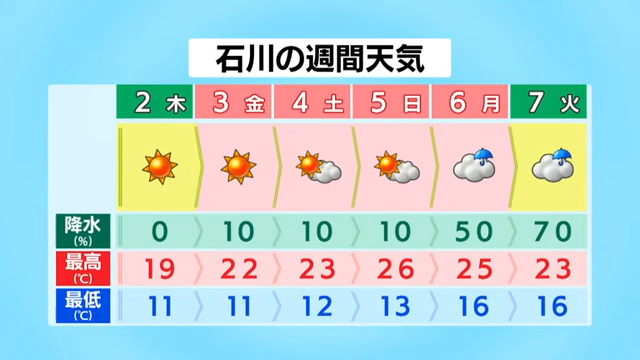 石川の週間天気
2木 3金 4土 5日 6月 7火
降水(%) 0 10 10 10 50 70
最高(℃) 19 22 23 26 25 23
最低(℃) 11 11 12 13 16 16